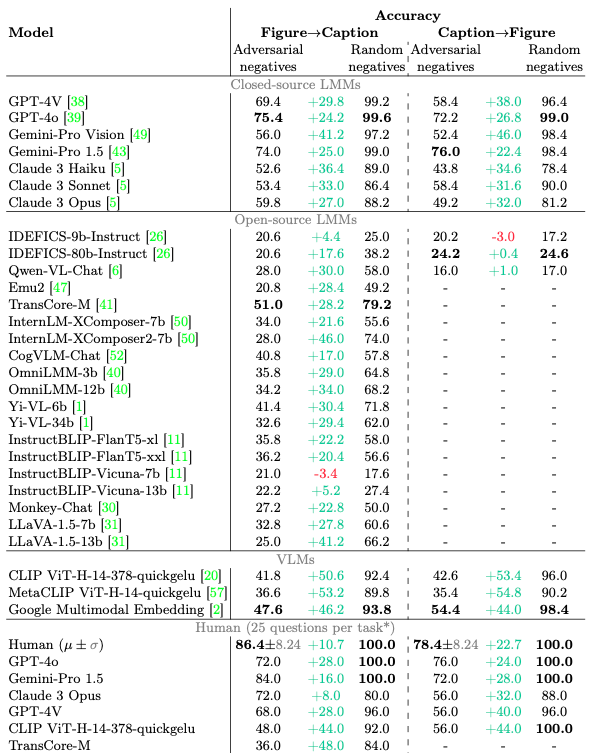 Accuracy
Model Figure→Caption Caption→Figure
Adversarial Random Adversarial Random
negatives negatives negatives negatives
Closed-source LMMs
GPT-4V [38] 69.4 +29.8 99.2 58.4 +38.0 96.4
GPT-4o [39] 75.4 +24.2 99.6 72.2 +26.8 99.0
Gemini-Pro Vision [49] 56.0 +41.2 97.2 52.4 +46.0 98.4
Gemini-Pro 1.5 [43] 74.0 +25.0 99.0 76.0 +22.4 98.4
Claude 3 Haiku [5] 52.6 +36.4 89.0 43.8 +34.6 78.4
Claude 3 Sonnet [5] 53.4 +33.0 86.4 58.4 +31.6 90.0
Claude 3 Opus [5] 59.8 +27.0 88.2 49.2 +32.0 81.2
Open-source LMMs
IDEFICS-9b-Instruct [26] 20.6 +4.4 25.0 20.2 -3.0 17.2
IDEFICS-80b-Instruct [26] 20.6 +17.6 38.2 24.2 +0.4 24.6
Qwen-VL-Chat [6] 28.0 +30.0 58.0 16.0 +1.0 17.0
Emu2 [47] 20.8 +28.4 49.2 - - -
TransCore-M [41] 51.0 +28.2 79.2 - - -
InternLM-XComposer-7b [50] 34.0 +21.6 55.6 - - -
InternLM-XComposer2-7b [50] 28.0 +46.0 74.0 - - -
CogVLM-Chat [52] 40.8 +17.0 57.8 - - -
OmniLMM-3b [40] 35.8 +29.0 64.8 - - -
OmniLMM-12b [40] 34.2 +34.0 68.2 - - -
Yi-VL-6b [1] 41.4 +30.4 71.8 - - -
Yi-VL-34b [1] 32.6 +29.4 62.0 - - -
InstructBLIP-FlanT5-xl [11] 35.8 +22.2 58.0 - - -
InstructBLIP-FlanT5-xxl [11] 36.2 +20.4 56.6 - - -
InstructBLIP-Vicuna-7b [11] 21.0 -3.4 17.6 - - -
InstructBLIP-Vicuna-13b [11] 22.2 +5.2 27.4 - - -
Monkey-Chat [30] 27.2 +22.8 50.0 - - -
LLaVA-1.5-7b [31] 32.8 +27.8 60.6 - - -
LLaVA-1.5-13b [31] 25.0 +41.2 66.2 - - -
VLMs
CLIP ViT-H-14-378-quickgelu [20] 41.8 +50.6 92.4 42.6 +53.4 96.0
MetaCLIP ViT-H-14-quickgelu [57] 36.6 +53.2 89.8 35.4 +54.8 90.2
Google Multimodal Embedding [2] 47.6 +46.2 93.8 54.4 +44.0 98.4
Human (25 questions per task*)
Human (μ ± σ) 86.4±8.24 +10.7 100.0 78.4±8.24 +22.7 100.0
GPT-4o 72.0 +28.0 100.0 76.0 +24.0 100.0
Gemini-Pro 1.5 84.0 +16.0 100.0 72.0 +28.0 100.0
Claude 3 Opus 72.0 +8.0 80.0 56.0 +32.0 88.0
GPT-4V 68.0 +28.0 96.0 56.0 +40.0 96.0
CLIP ViT-H-14-378-quickgelu 48.0 +44.0 92.0 56.0 +44.0 100.0
TransCore-M 36.0 +48.0 84.0 - - -